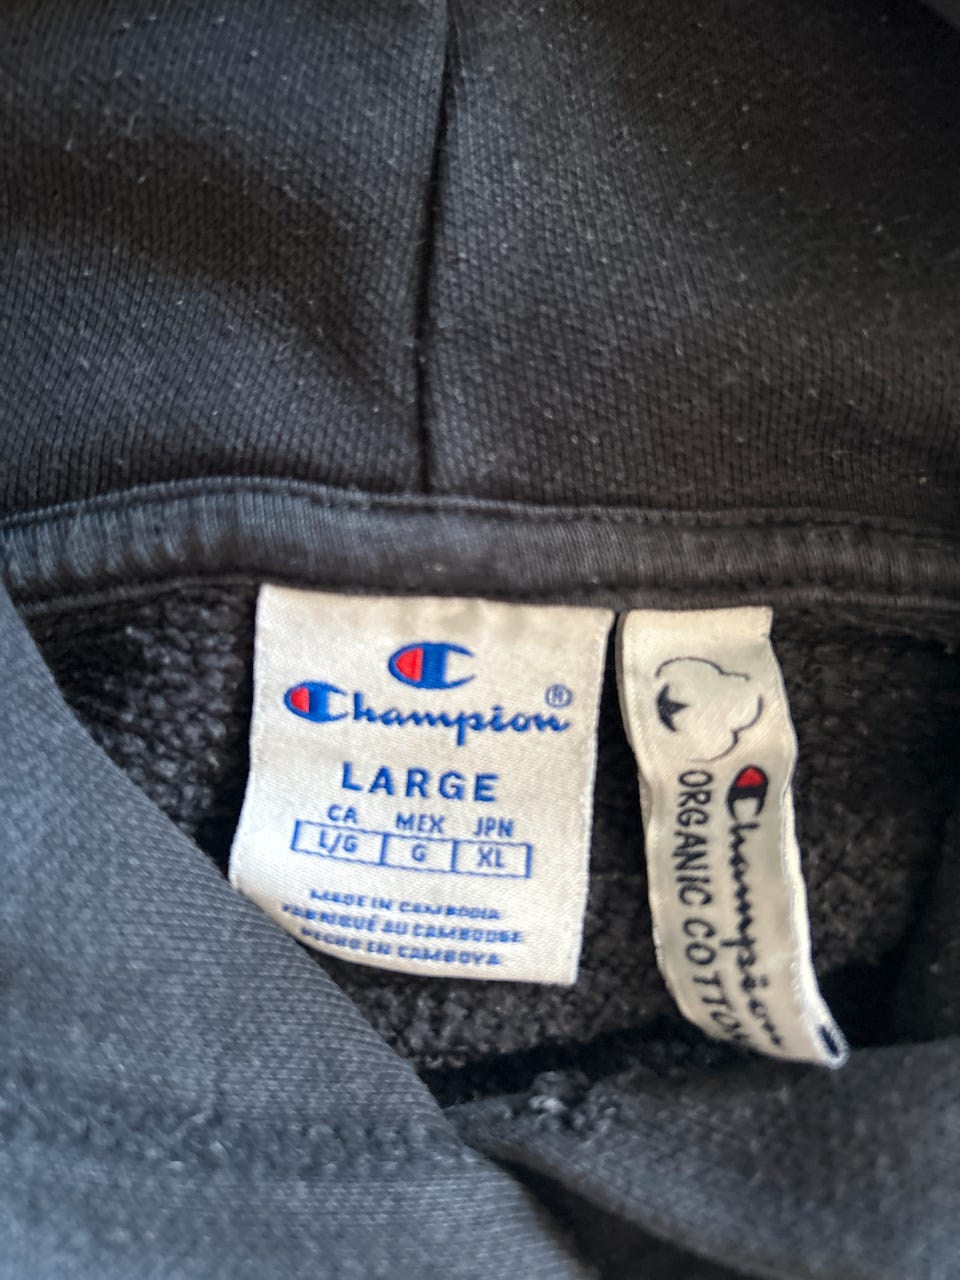 Champion®
LARGE
CA MEX JPN
L/G G XL
MADE IN CAMBODIA
FABRIQUÉ AU CAMBODGE
HECHO EN CAMBOYA
Champion
ORGANIC COTTON